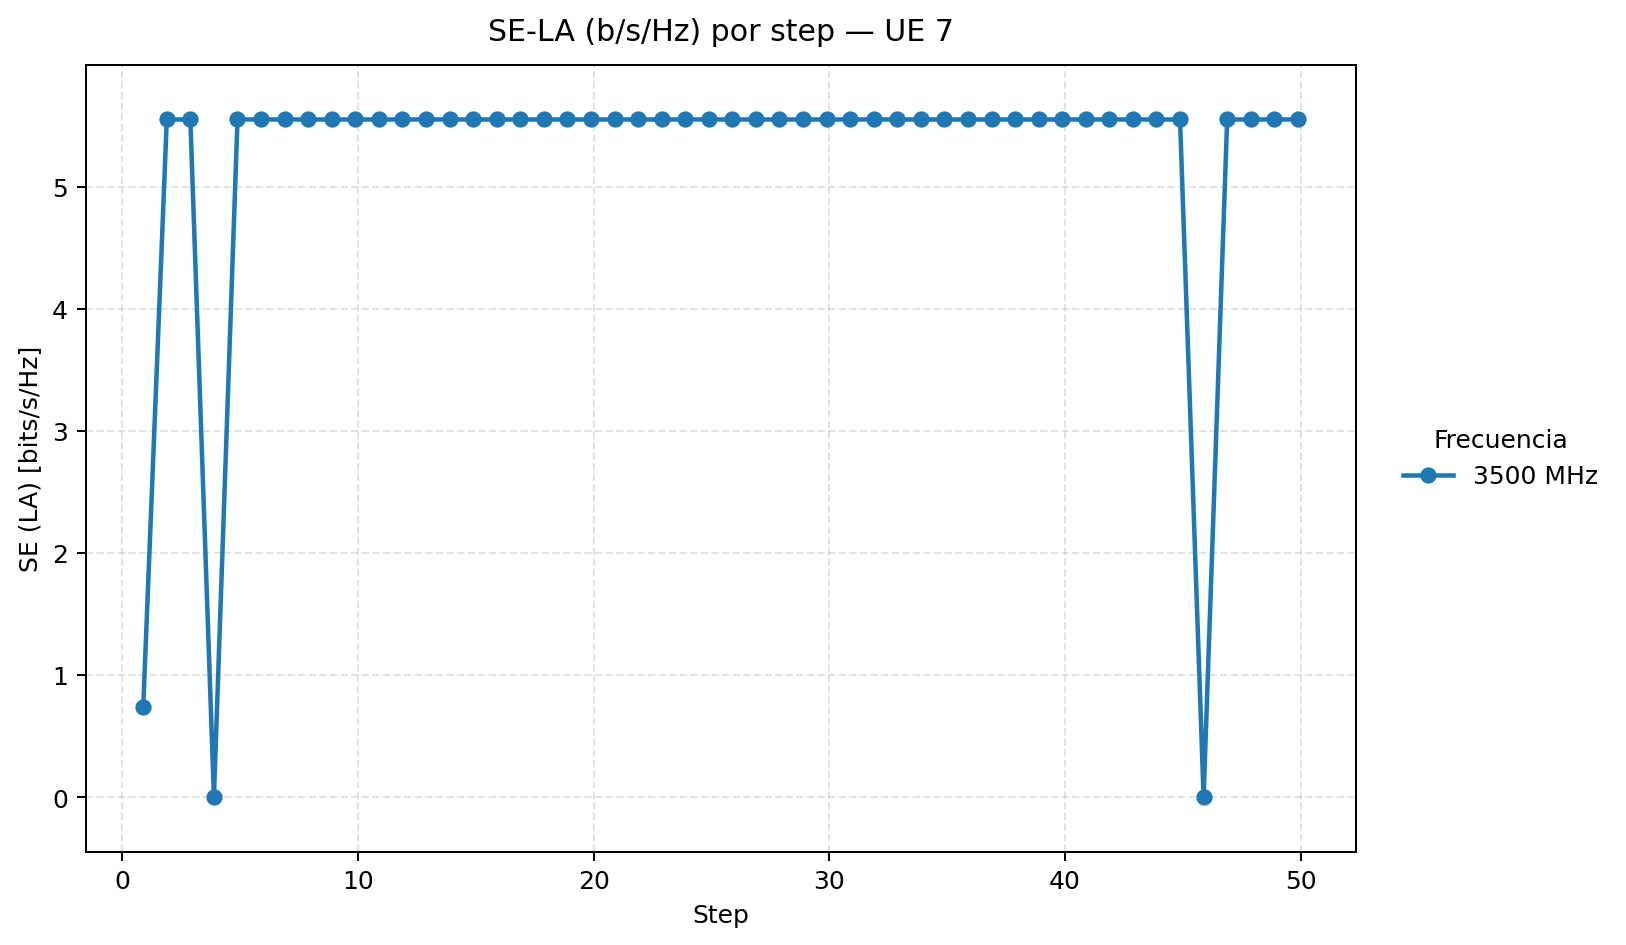 SE-LA (b/s/Hz) por step — UE 7
SE (LA) [bits/s/Hz]
5
4
3
2
1
0
0 10 20 30 40 50
Step
Frecuencia
3500 MHz